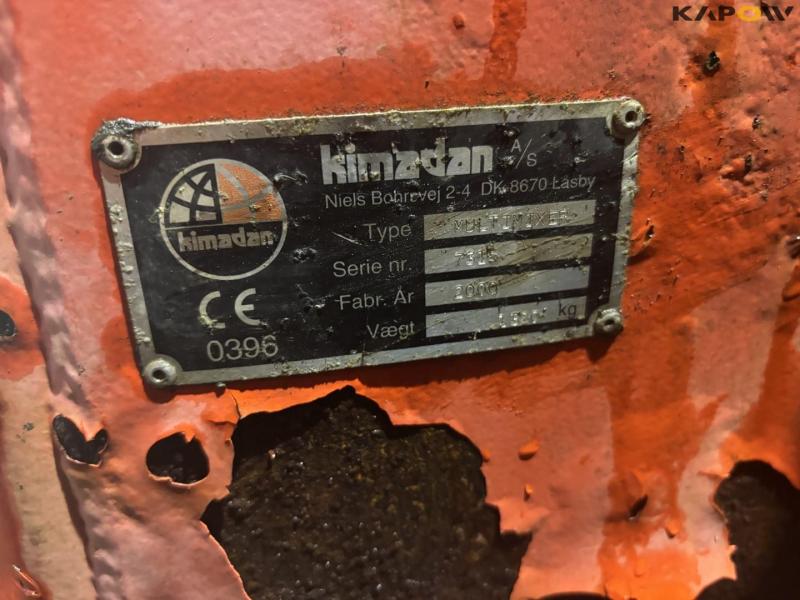 KAPOW
kimadan A/S
Niels Bohrsvej 2-4 DK-8670 Låsby
Type MULTIMIXER
Serie nr. 7315
Fabr. År 2000
Vægt kg
kimadan
CE
0396